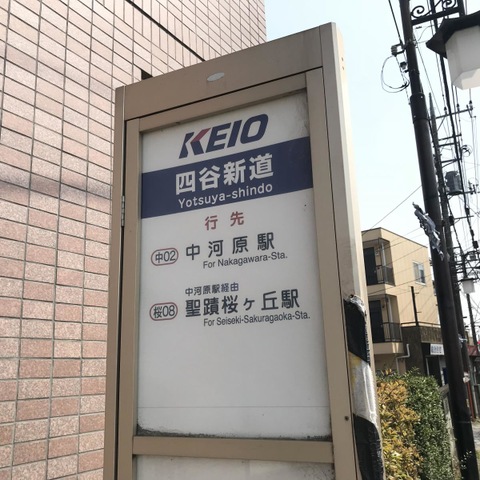 KEIO
四谷新道
Yotsuya-shindo
行先
中02 中河原駅
For Nakagawara-Sta.
中河原駅経由
桜08 聖蹟桜ヶ丘駅
For Seiseki-Sakuragaoka-Sta.